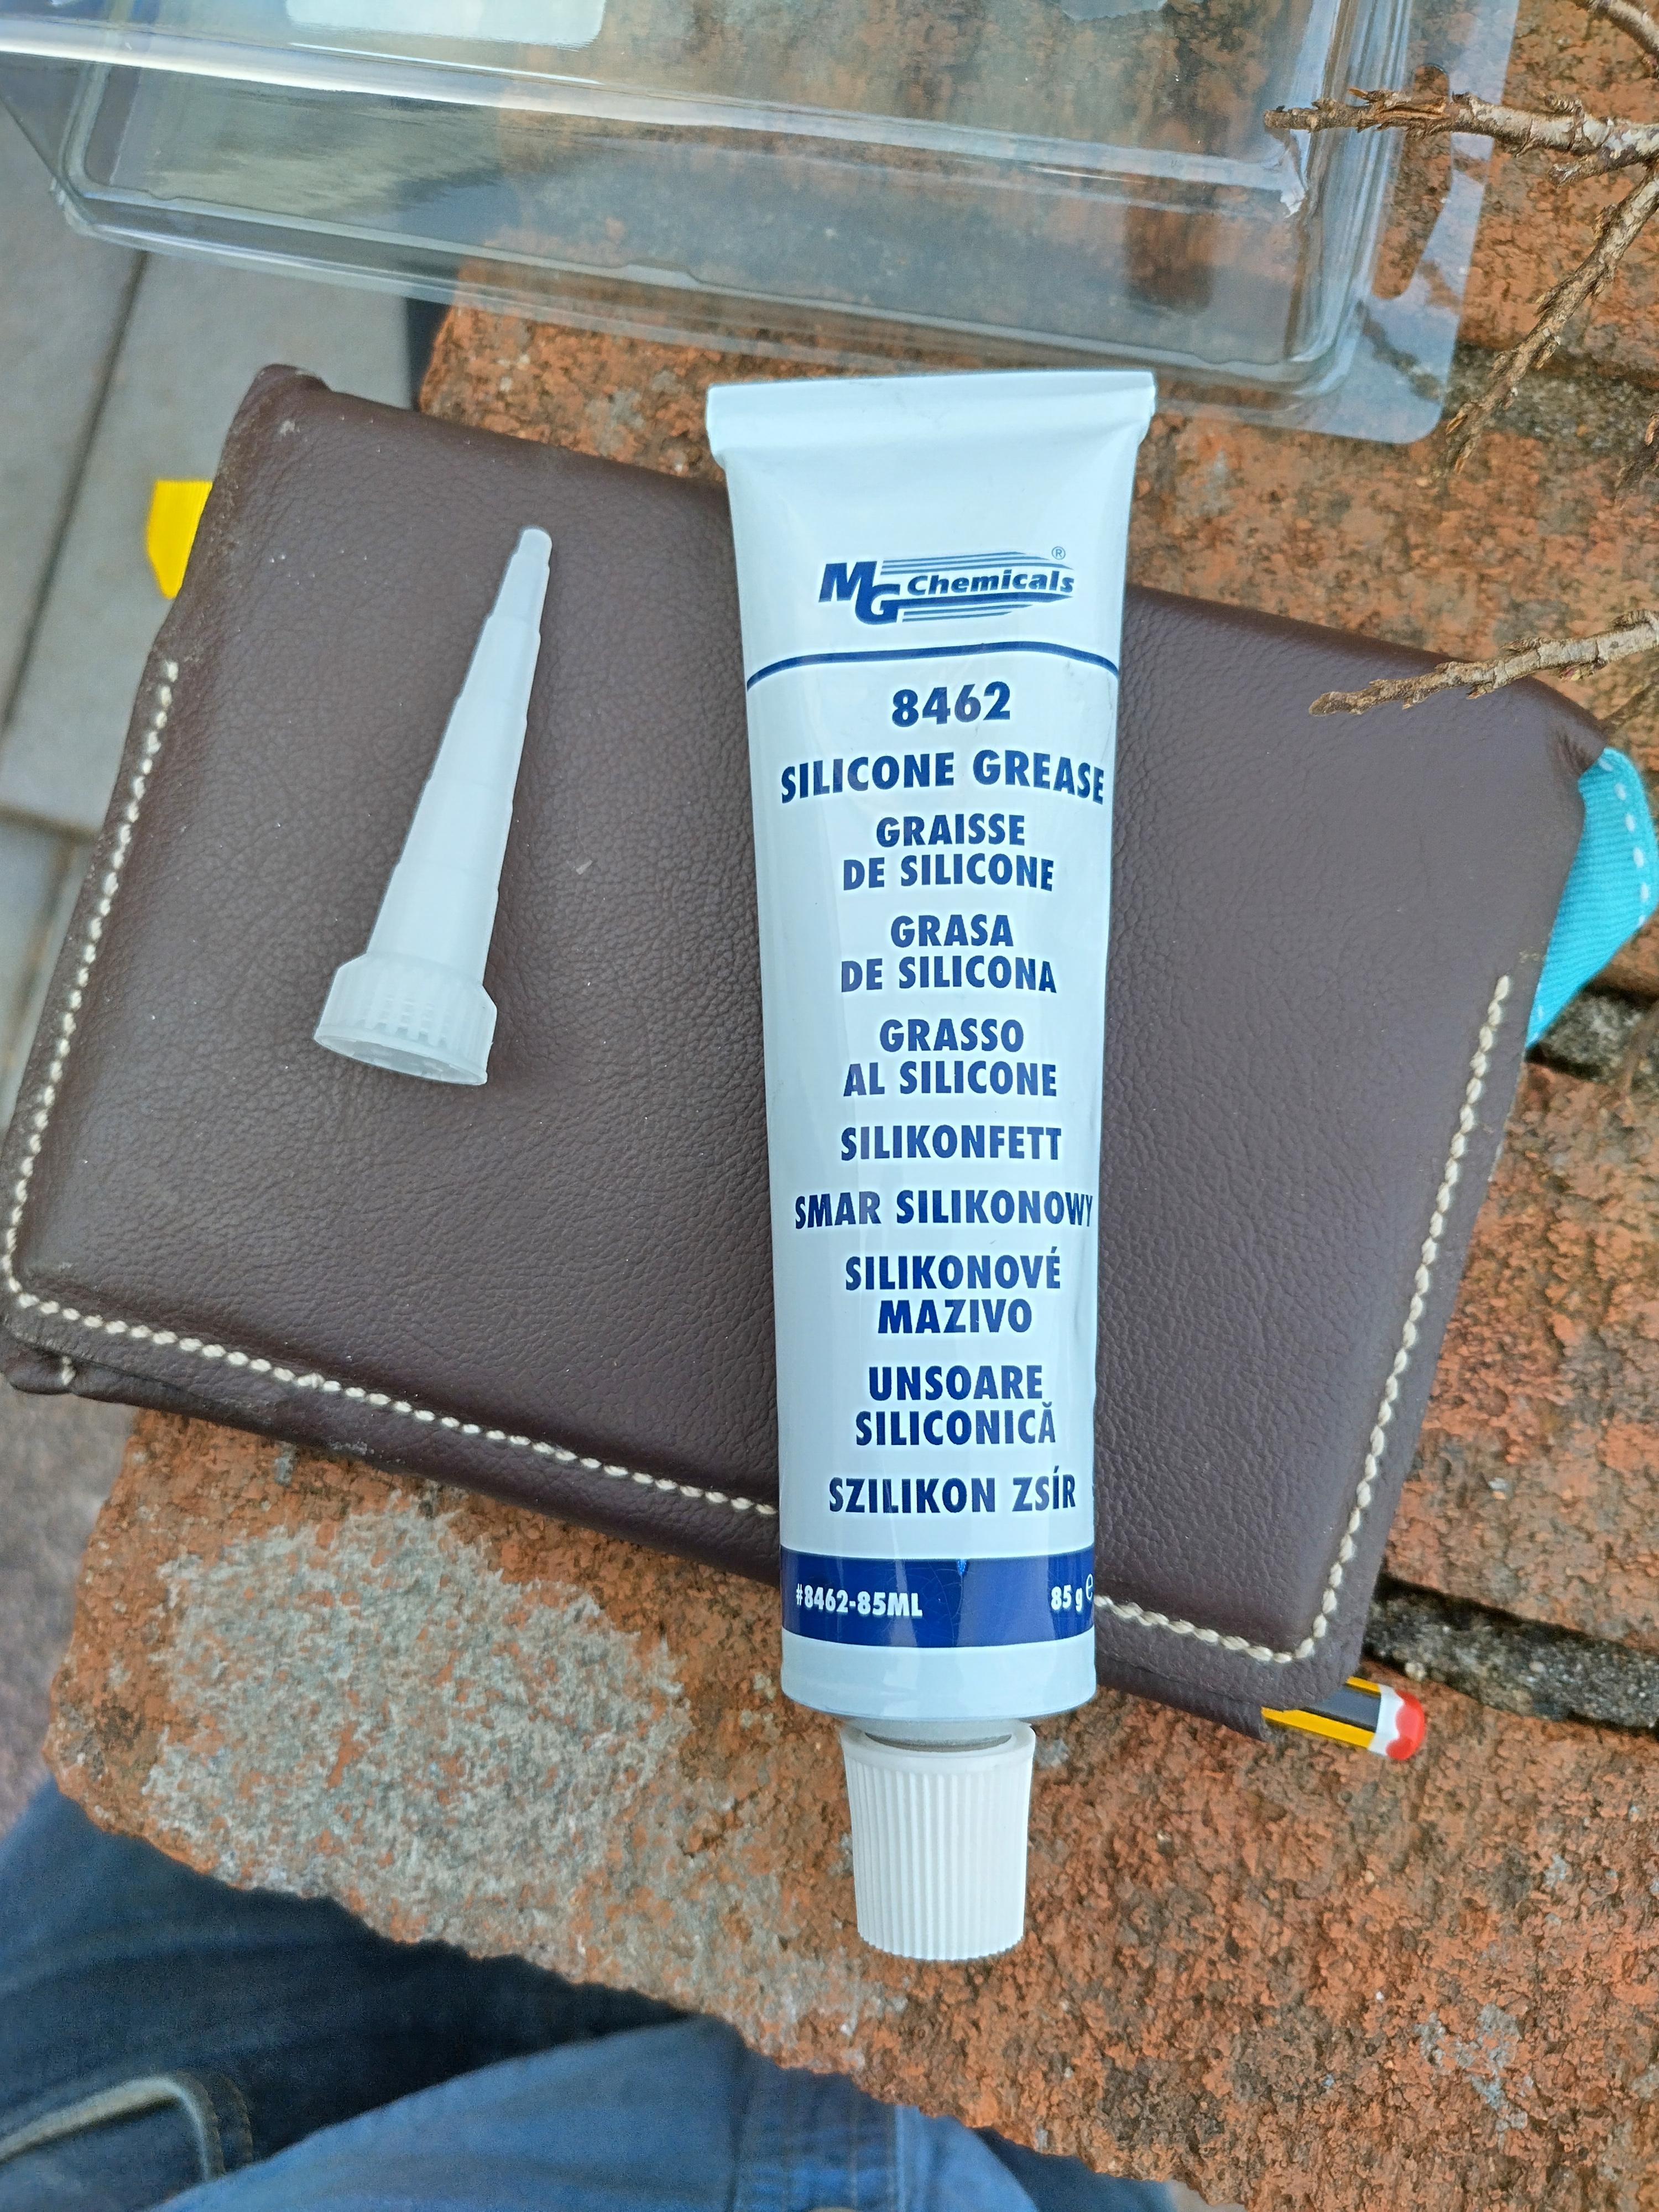 MG Chemicals ®
8462
SILICONE GREASE
GRAISSE
DE SILICONE
GRASA
DE SILICONA
GRASSO
AL SILICONE
SILIKONFETT
SMAR SILIKONOWY
SILIKONOVÉ
MAZIVO
UNSOARE
SILICONICĂ
SZILIKON ZSÍR
#8462-85ML 85 g ℮